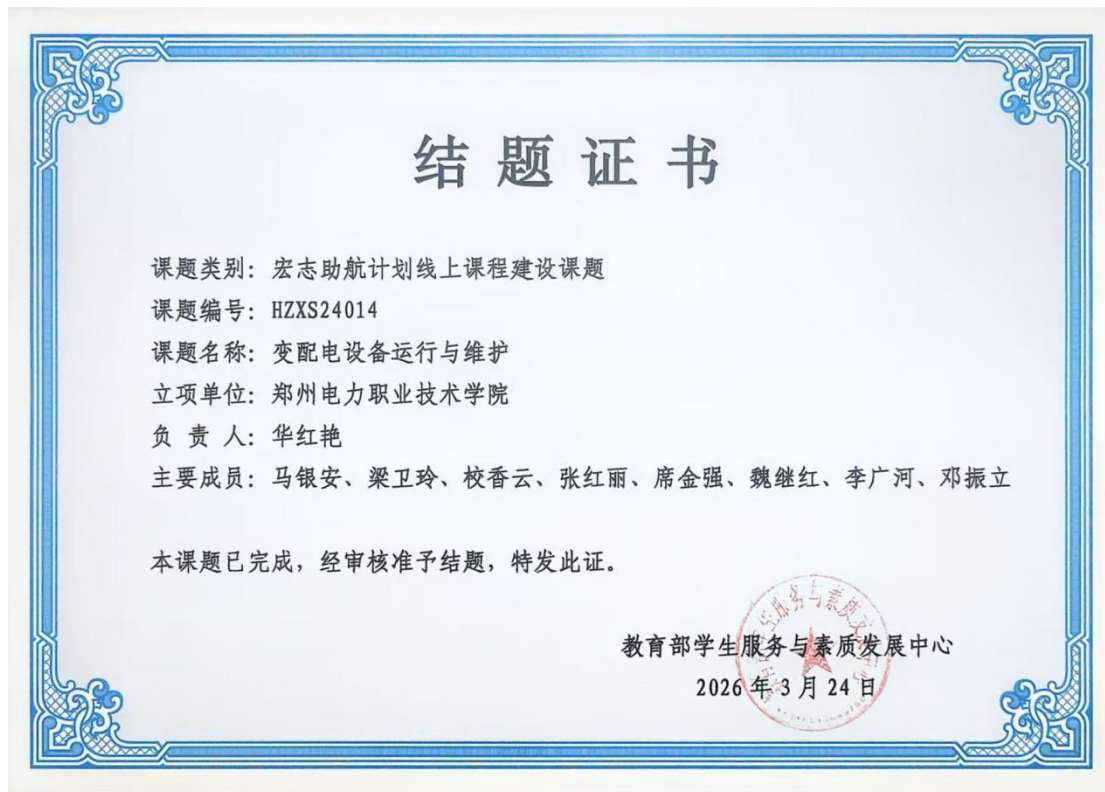 结题证书
课题类别：宏志助航计划线上课程建设课题
课题编号：HZXS24014
课题名称：变配电设备运行与维护
立项单位：郑州电力职业技术学院
负 责 人：华红艳
主要成员：马银安、梁卫玲、校香云、张红丽、席金强、魏继红、李广河、邓振立
本课题已完成，经审核准予结题，特发此证。
教育部学生服务与素质发展中心
2026年3月24日